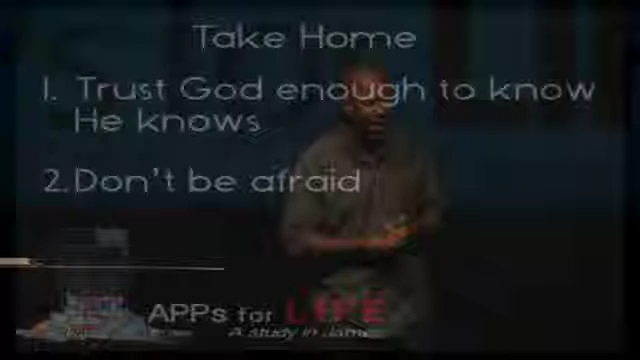 Take Home
1. Trust God enough to know
He knows
2. Don't be afraid
APPs for LIFE
A study in James